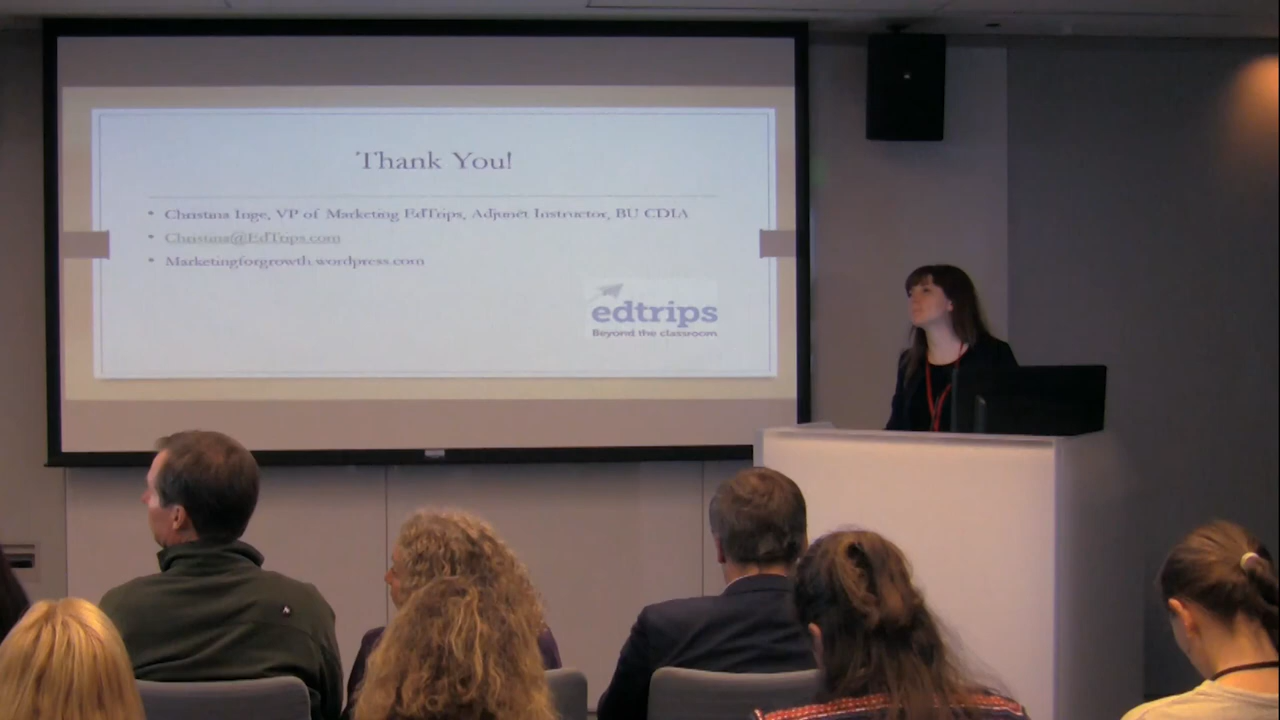 Thank You!
• Christina Inge, VP of Marketing EdTrips, Adjunct Instructor, BU CDIA
• Christina@EdTrips.com
• Marketingforgrowth.wordpress.com
edtrips
Beyond the classroom